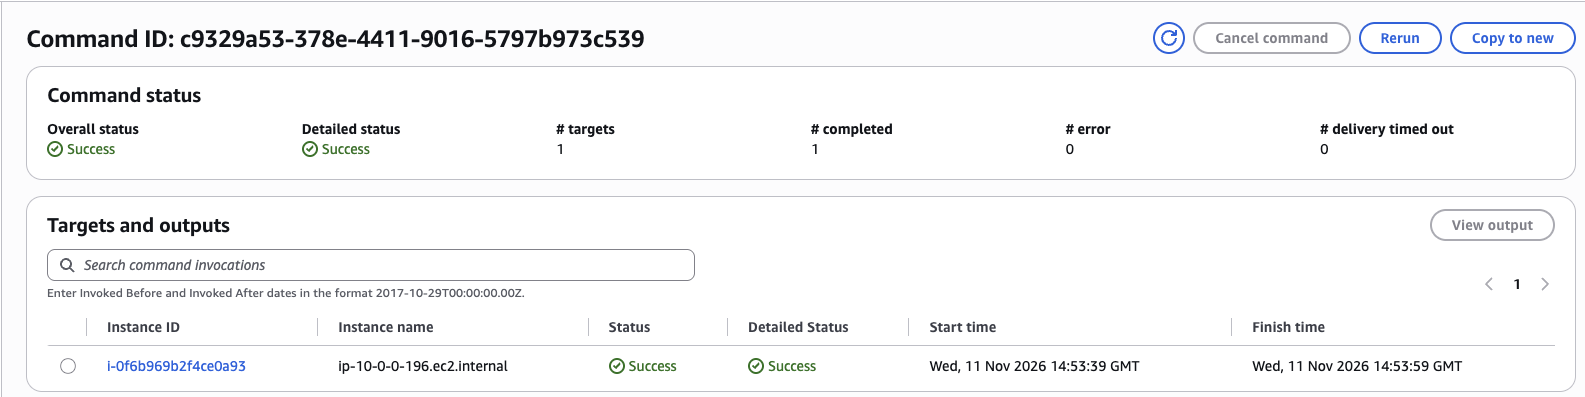 Command ID: c9329a53-378e-4411-9016-5797b973c539 Cancel command Rerun Copy to new
Command status
Overall status Detailed status # targets # completed # error # delivery timed out
Success Success 1 1 0 0
Targets and outputs View output
Search command invocations
Enter Invoked Before and Invoked After dates in the format 2017-10-29T00:00:00.00Z. 1
Instance ID Instance name Status Detailed Status Start time Finish time
i-0f6b969b2f4ce0a93 ip-10-0-0-196.ec2.internal Success Success Wed, 11 Nov 2026 14:53:39 GMT Wed, 11 Nov 2026 14:53:59 GMT